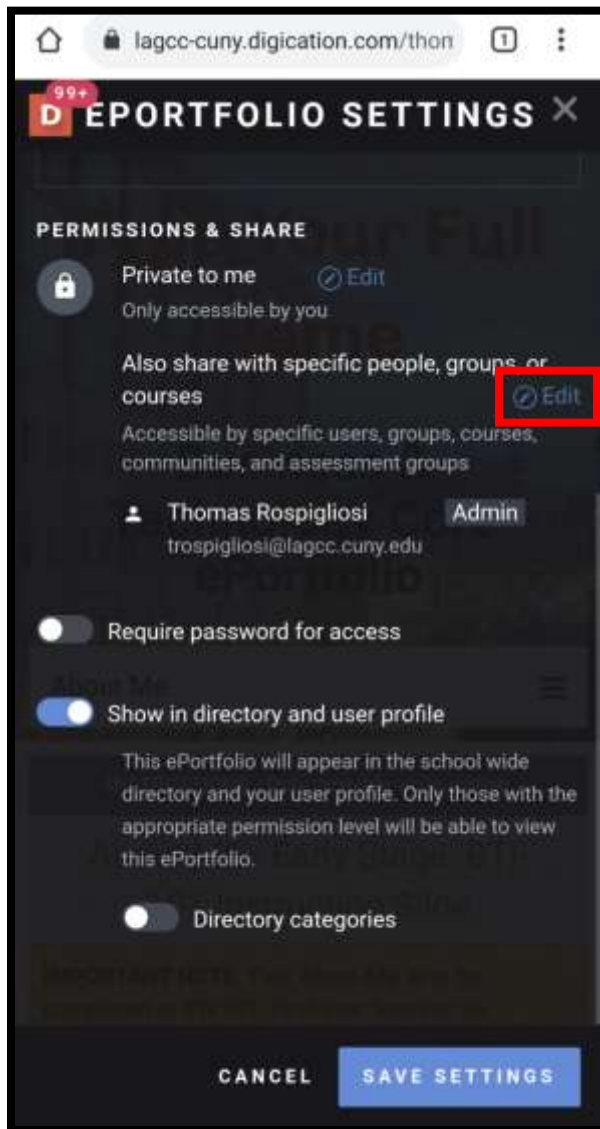 lagcc-cuny.digication.com/thon 1
99+
D EPORTFOLIO SETTINGS
PERMISSIONS & SHARE
Private to me Edit
Only accessible by you
Also share with specific people, groups, or
courses Edit
Accessible by specific users, groups, courses,
communities, and assessment groups
Thomas Rospigliosi Admin
trospigliosi@lagcc.cuny.edu
ePortfolio
Require password for access
About Me
Show in directory and user profile
This ePortfolio will appear in the school wide
directory and your user profile. Only those with the
appropriate permission level will be able to view
this ePortfolio.
Directory categories
CANCEL SAVE SETTINGS